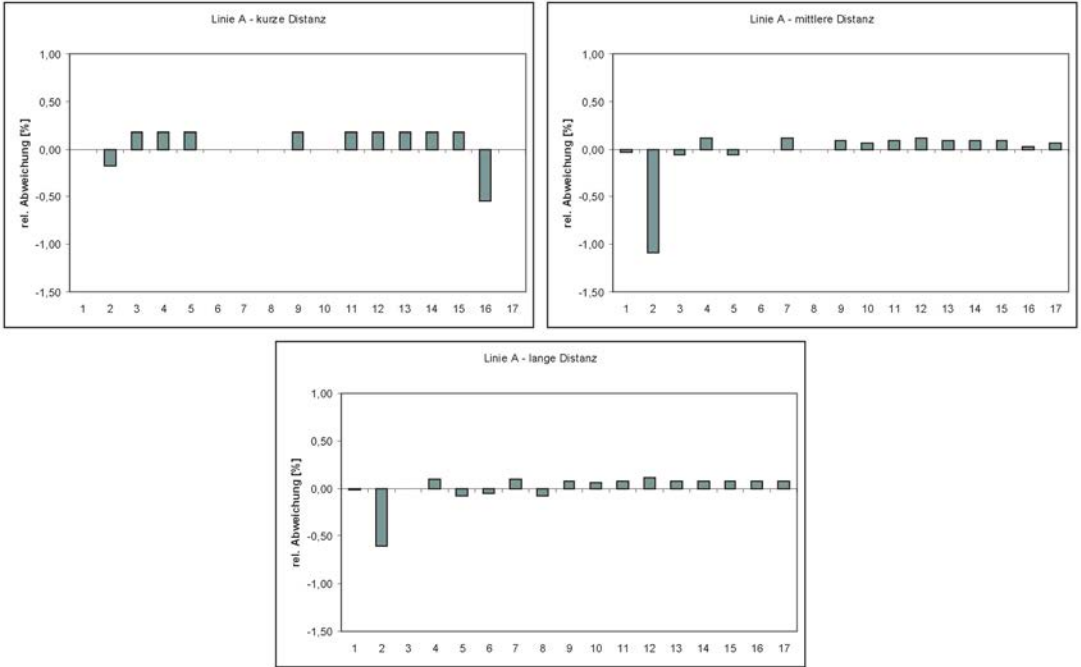 Linie A - kurze Distanz
rel. Abweichung [%]
1,00
0,50
0,00
-0,50
-1,00
-1,50
1 2 3 4 5 6 7 8 9 10 11 12 13 14 15 16 17
Linie A - mittlere Distanz
rel. Abweichung [%]
1,00
0,50
0,00
-0,50
-1,00
-1,50
1 2 3 4 5 6 7 8 9 10 11 12 13 14 15 16 17
Linie A - lange Distanz
rel. Abweichung [%]
1,00
0,50
0,00
-0,50
-1,00
-1,50
1 2 3 4 5 6 7 8 9 10 11 12 13 14 15 16 17